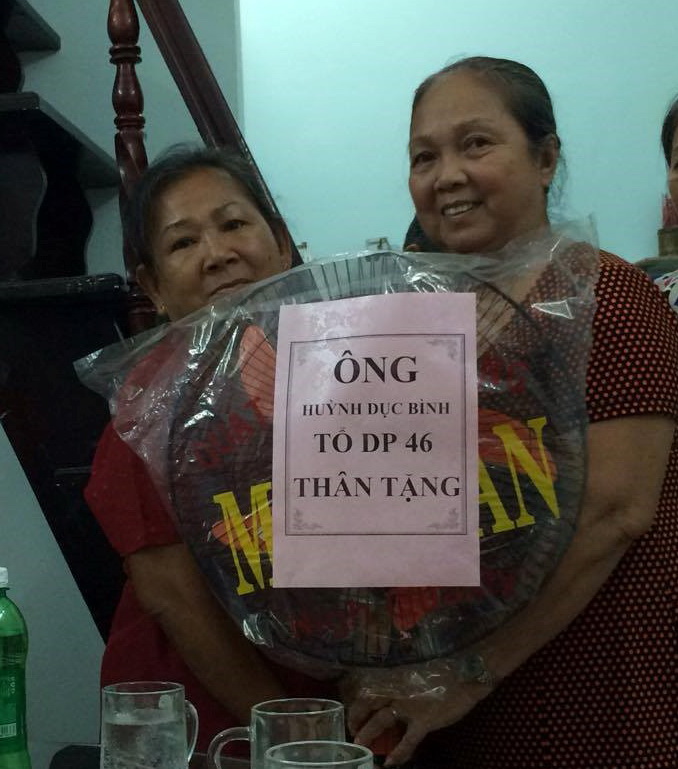 ÔNG
HUỲNH DỤC BÌNH
TỔ DP 46
THÂN TẶNG